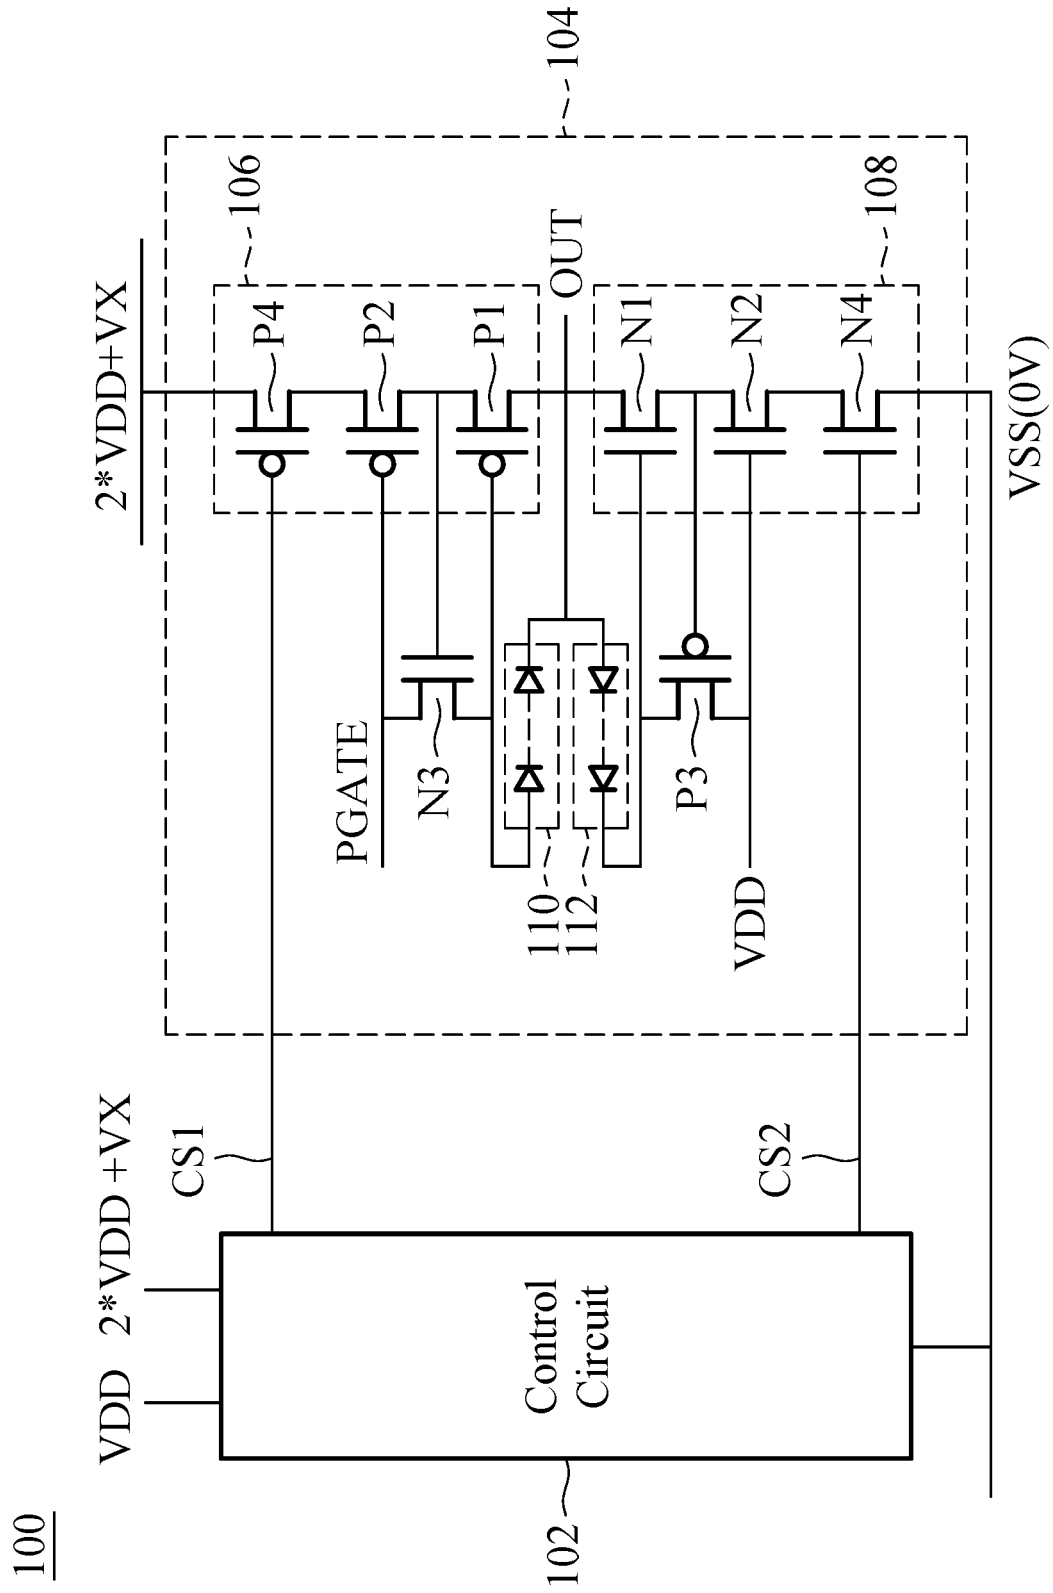 100
VDD
2*VDD+VX
2*VDD+VX
102
Control
Circuit
CS1
CS2
104
106
P4
P2
P1
PGATE
N3
110
112
OUT
108
N1
N2
N4
P3
VDD
VSS(0V)